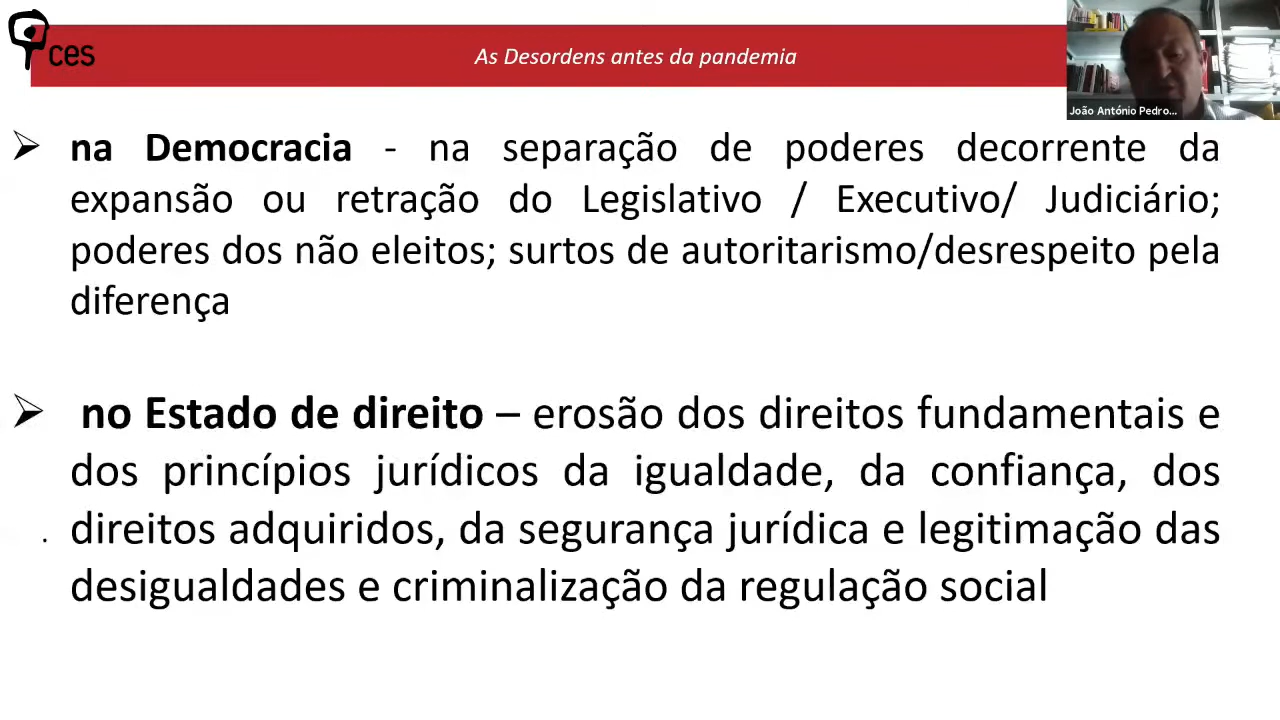 ces
As Desordens antes da pandemia
João António Pedro...
➢ na Democracia - na separação de poderes decorrente da
expansão ou retração do Legislativo / Executivo/ Judiciário;
poderes dos não eleitos; surtos de autoritarismo/desrespeito pela
diferença
➢ no Estado de direito – erosão dos direitos fundamentais e
dos princípios jurídicos da igualdade, da confiança, dos
. direitos adquiridos, da segurança jurídica e legitimação das
desigualdades e criminalização da regulação social